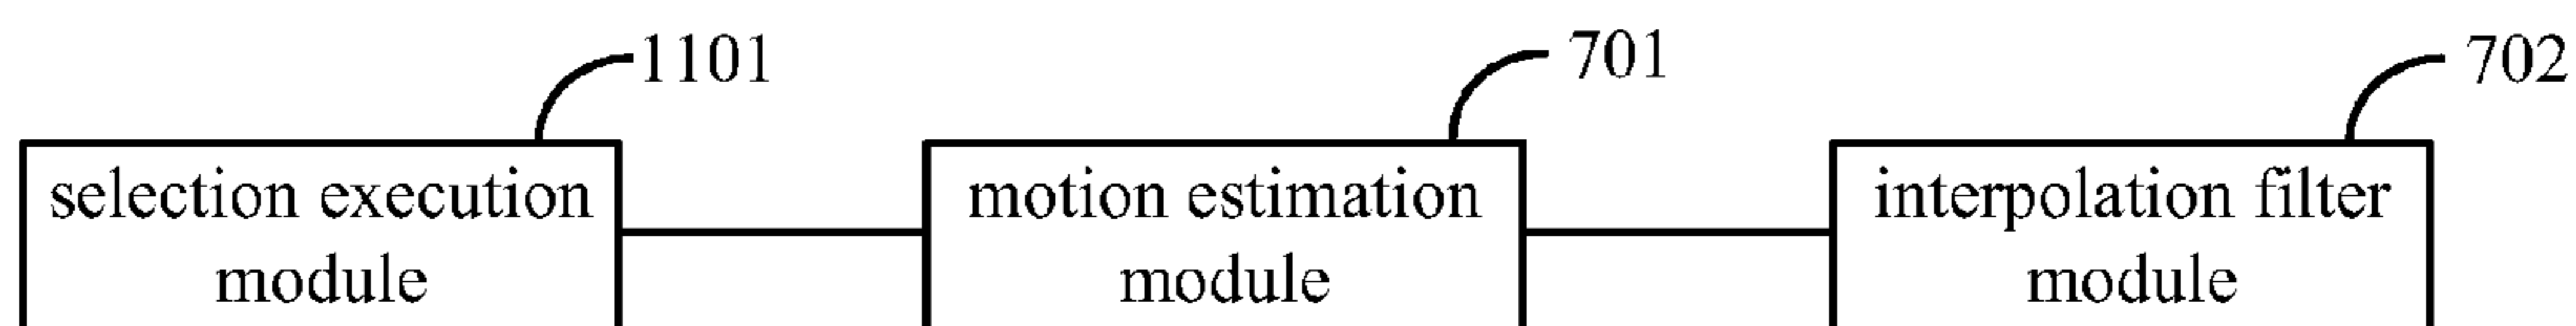 1101
701
702
selection execution
module
motion estimation
module
interpolation filter
module